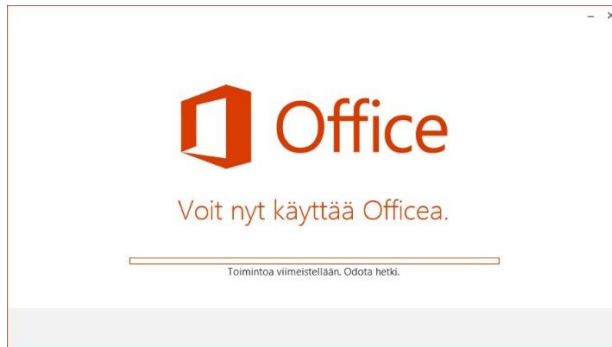 Office
Voit nyt käyttää Officea.
Toimintoa viimeistellään. Odota hetki.